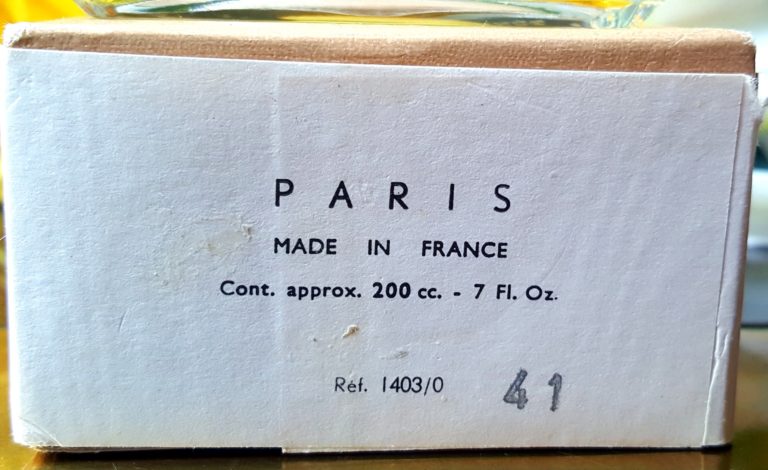 PARIS
MADE IN FRANCE
Cont. approx. 200 cc. - 7 Fl. Oz.
Réf. 1403/0 41